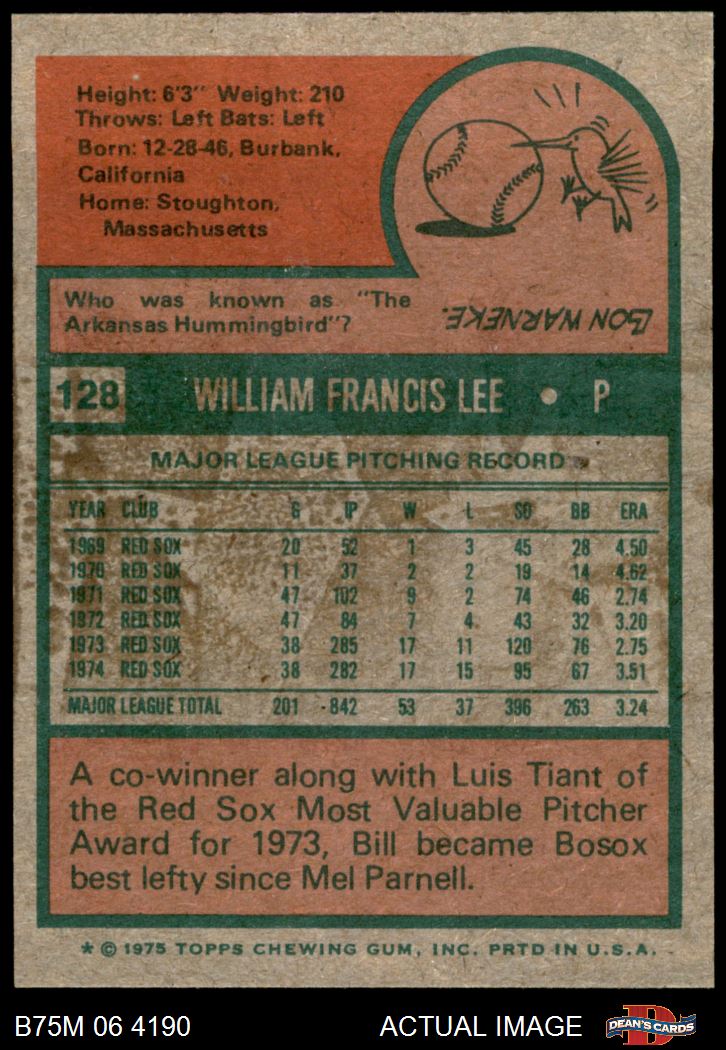 Height: 6'3" Weight: 210
Throws: Left Bats: Left
Born: 12-28-46, Burbank,
California
Home: Stoughton,
Massachusetts
Who was known as "The
Arkansas Hummingbird"?
BON WARNEKE.
128 WILLIAM FRANCIS LEE • P
MAJOR LEAGUE PITCHING RECORD
YEAR CLUB G IP W L SO BB ERA
1969 RED SOX 20 52 1 3 45 28 4.50
1970 RED SOX 11 37 2 2 19 14 4.62
1971 RED SOX 47 102 9 2 74 46 2.74
1972 RED SOX 47 84 7 4 43 32 3.20
1973 RED SOX 38 285 17 11 120 76 2.75
1974 RED SOX 38 282 17 15 95 67 3.51
MAJOR LEAGUE TOTAL 201 842 53 37 396 263 3.24
A co-winner along with Luis Tiant of
the Red Sox Most Valuable Pitcher
Award for 1973, Bill became Bosox
best lefty since Mel Parnell.
* © 1975 TOPPS CHEWING GUM, INC. PRTD IN U.S.A.
B75M 06 4190 ACTUAL IMAGE D DEAN'S CARDS